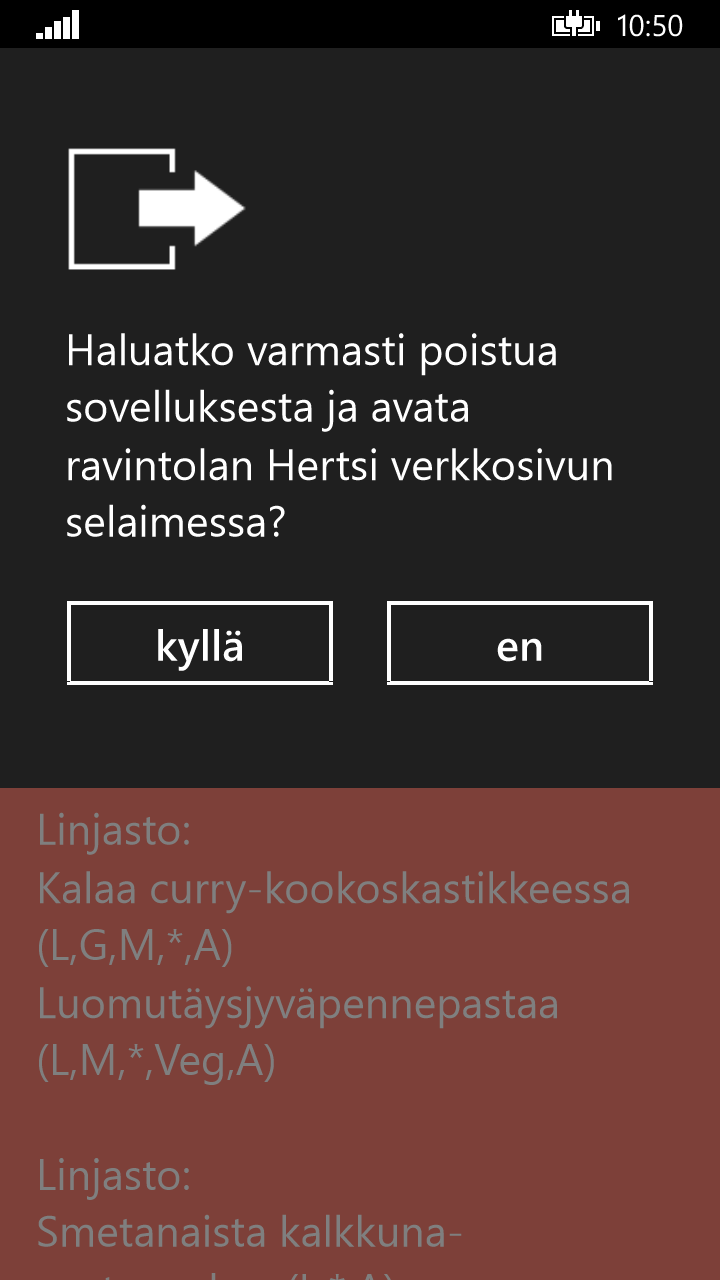 10:50
Haluatko varmasti poistua
sovelluksesta ja avata
ravintolan Hertsi verkkosivun
selaimessa?
kyllä en
Linjasto:
Kalaa curry-kookoskastikkeessa
(L,G,M,*,A)
Luomutäysjyväpennepastaa
(L,M,*,Veg,A)
Linjasto:
Smetanaista kalkkuna-
(L,*,A)